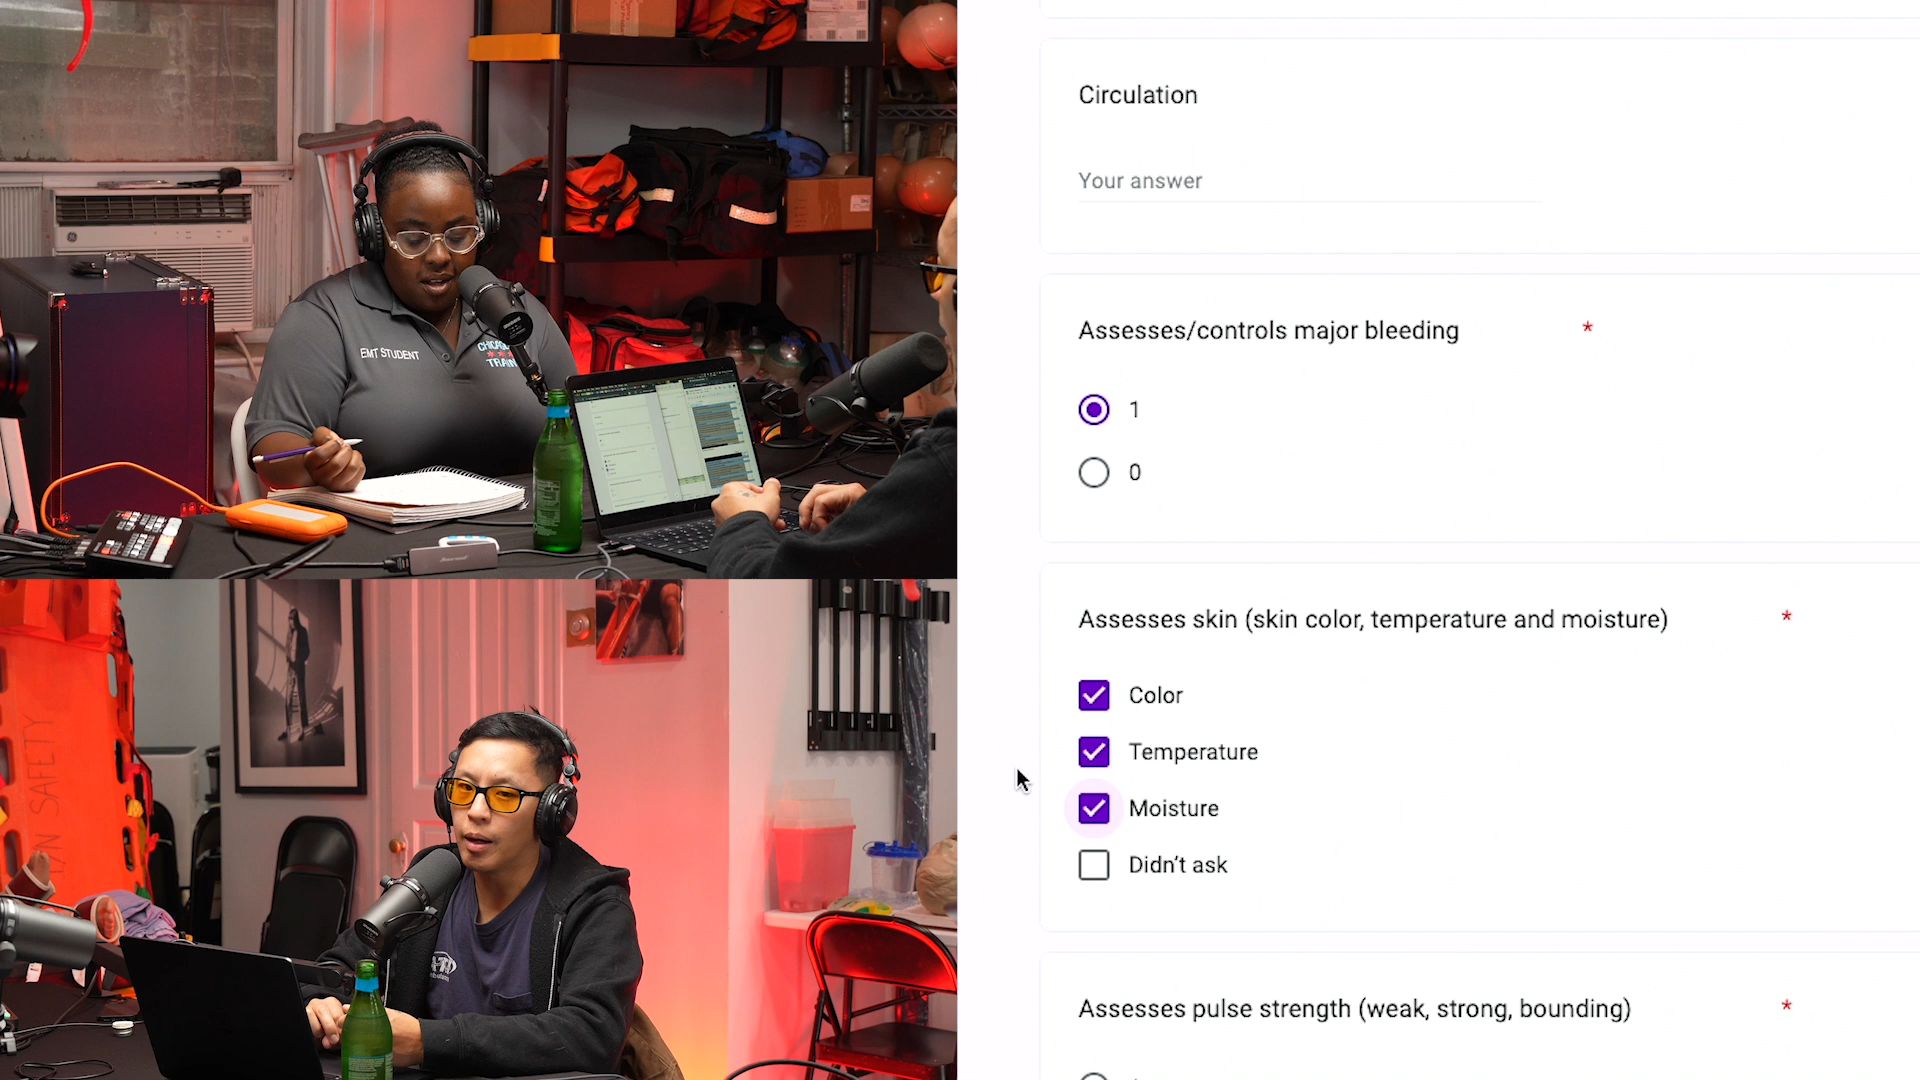 EMT STUDENT
Circulation
Your answer
Assesses/controls major bleeding *
1
0
Assesses skin (skin color, temperature and moisture) *
Color
Temperature
Moisture
Didn't ask
Assesses pulse strength (weak, strong, bounding) *